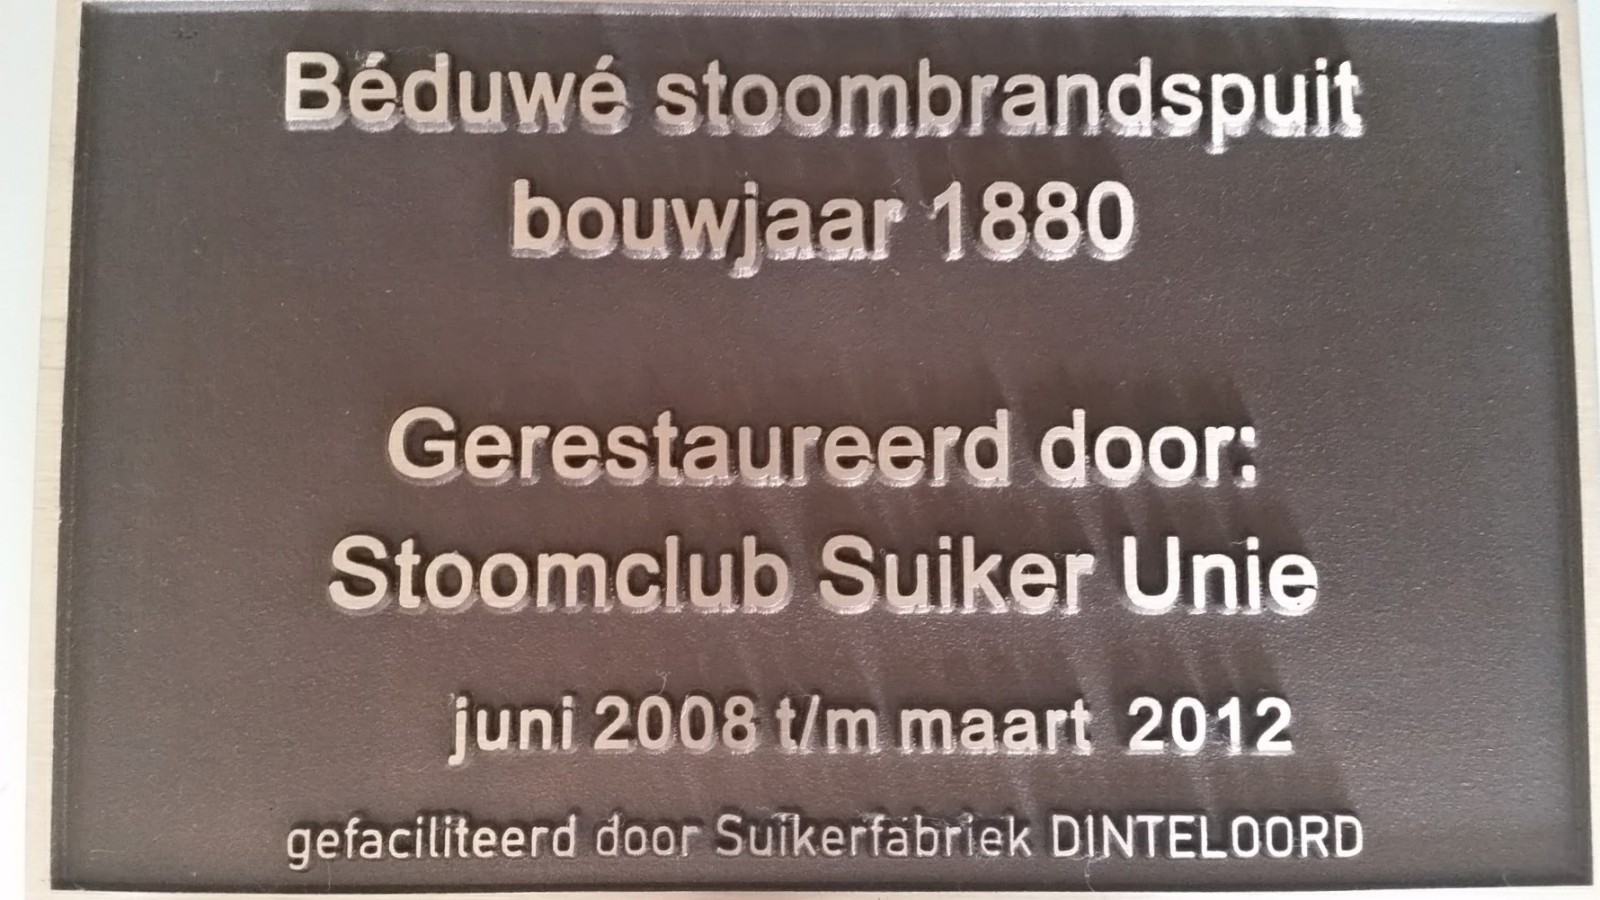 Béduwé stoombrandspuit
bouwjaar 1880
Gerestaureerd door:
Stoomclub Suiker Unie
juni 2008 t/m maart 2012
gefaciliteerd door Suikerfabriek DINTELOORD